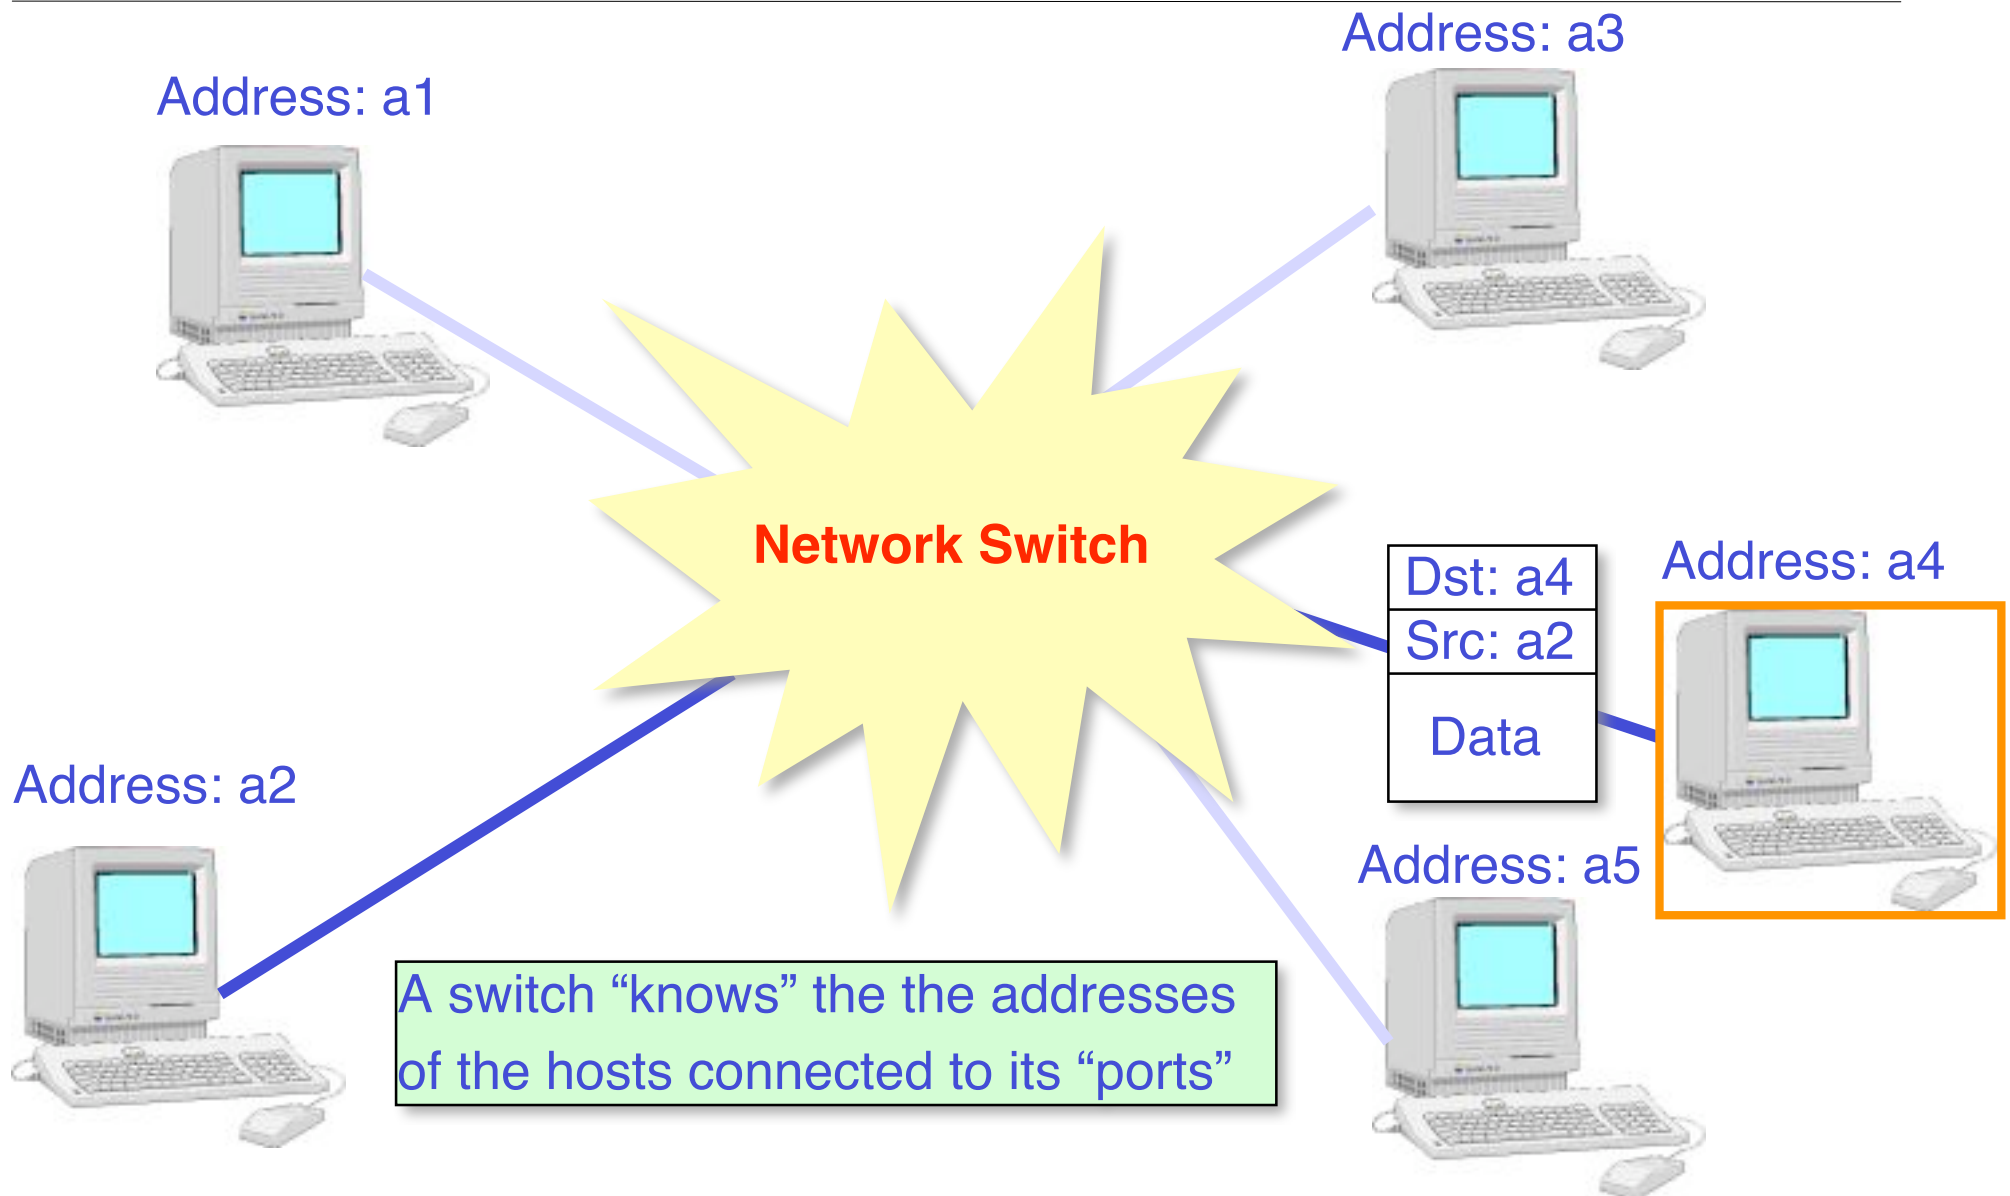 Address: a3
Address: a1
Network Switch
Dst: a4
Src: a2
Data
Address: a4
Address: a2
Address: a5
A switch “knows” the the addresses
of the hosts connected to its “ports”